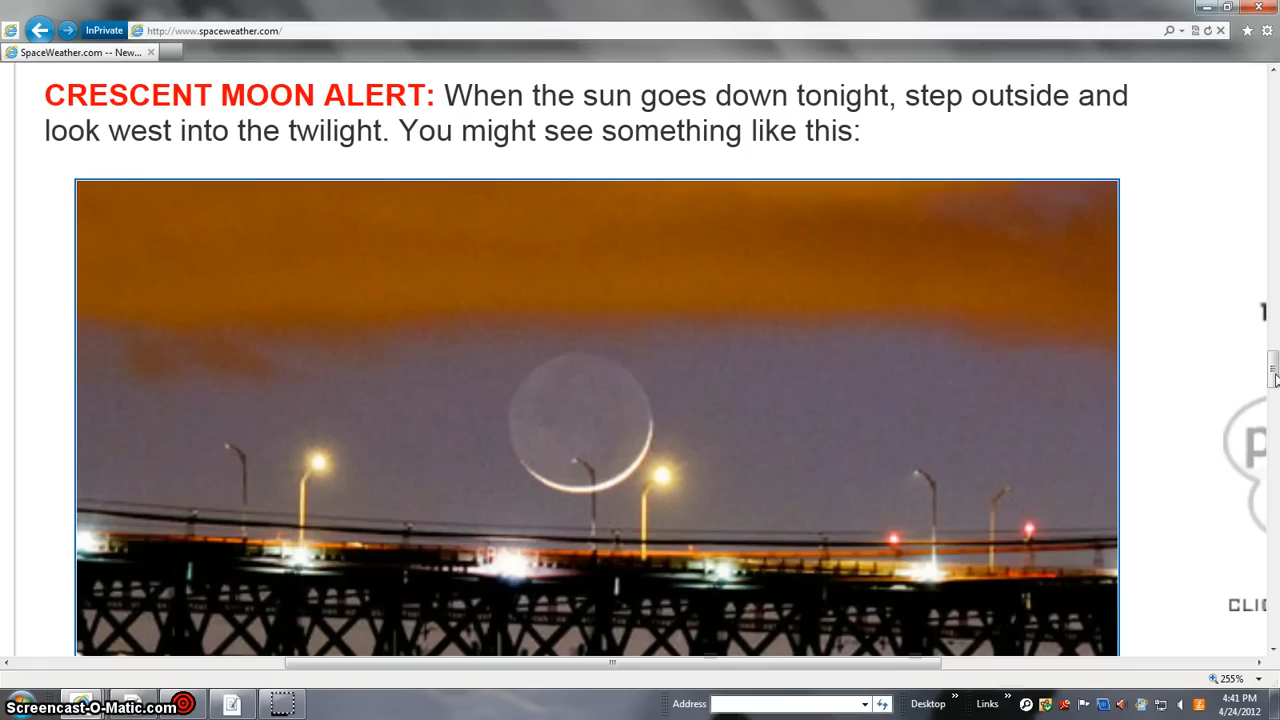 InPrivate
http://www.spaceweather.com/
SpaceWeather.com -- New...
CRESCENT MOON ALERT: When the sun goes down tonight, step outside and
look west into the twilight. You might see something like this:
p
CLIC
255%
Screencast-O-Matic.com
Address
Desktop
Links
4:41 PM
4/24/2012